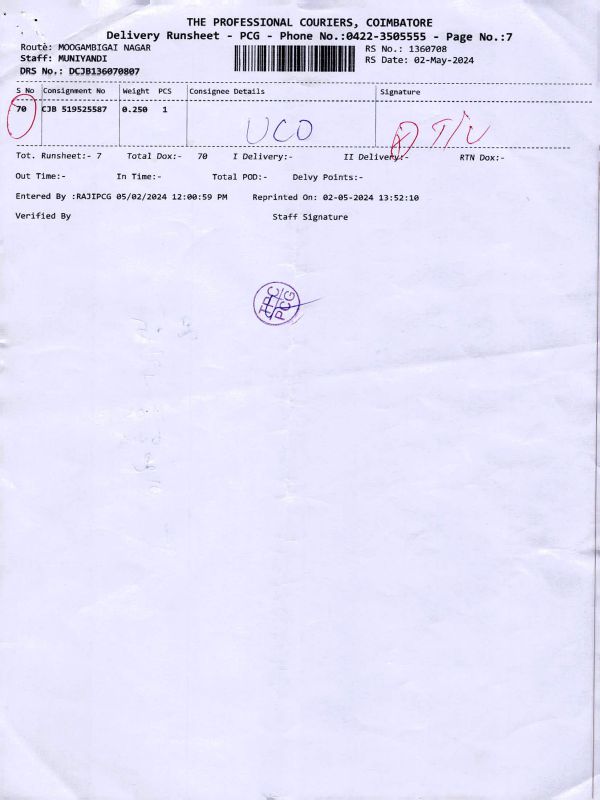 THE PROFESSIONAL COURIERS, COIMBATORE
Delivery Runsheet - PCG - Phone No.:0422-3505555 - Page No.:7
Route: MOOGAMBIGAI NAGAR RS No.: 1360708
Staff: MUNIYANDI RS Date: 02-May-2024
DRS No.: DCJB136070807
S No Consignment No Weight PCS Consignee Details Signature
70 CJB 519525587 0.250 1 UCO
Tot. Runsheet:- 7 Total Dox:- 70 I Delivery:- II Delivery:- RTN Dox:-
Out Time:- In Time:- Total POD:- Delvy Points:-
Entered By :RAJIPCG 05/02/2024 12:00:59 PM Reprinted On: 02-05-2024 13:52:10
Verified By Staff Signature
TPC
PCG